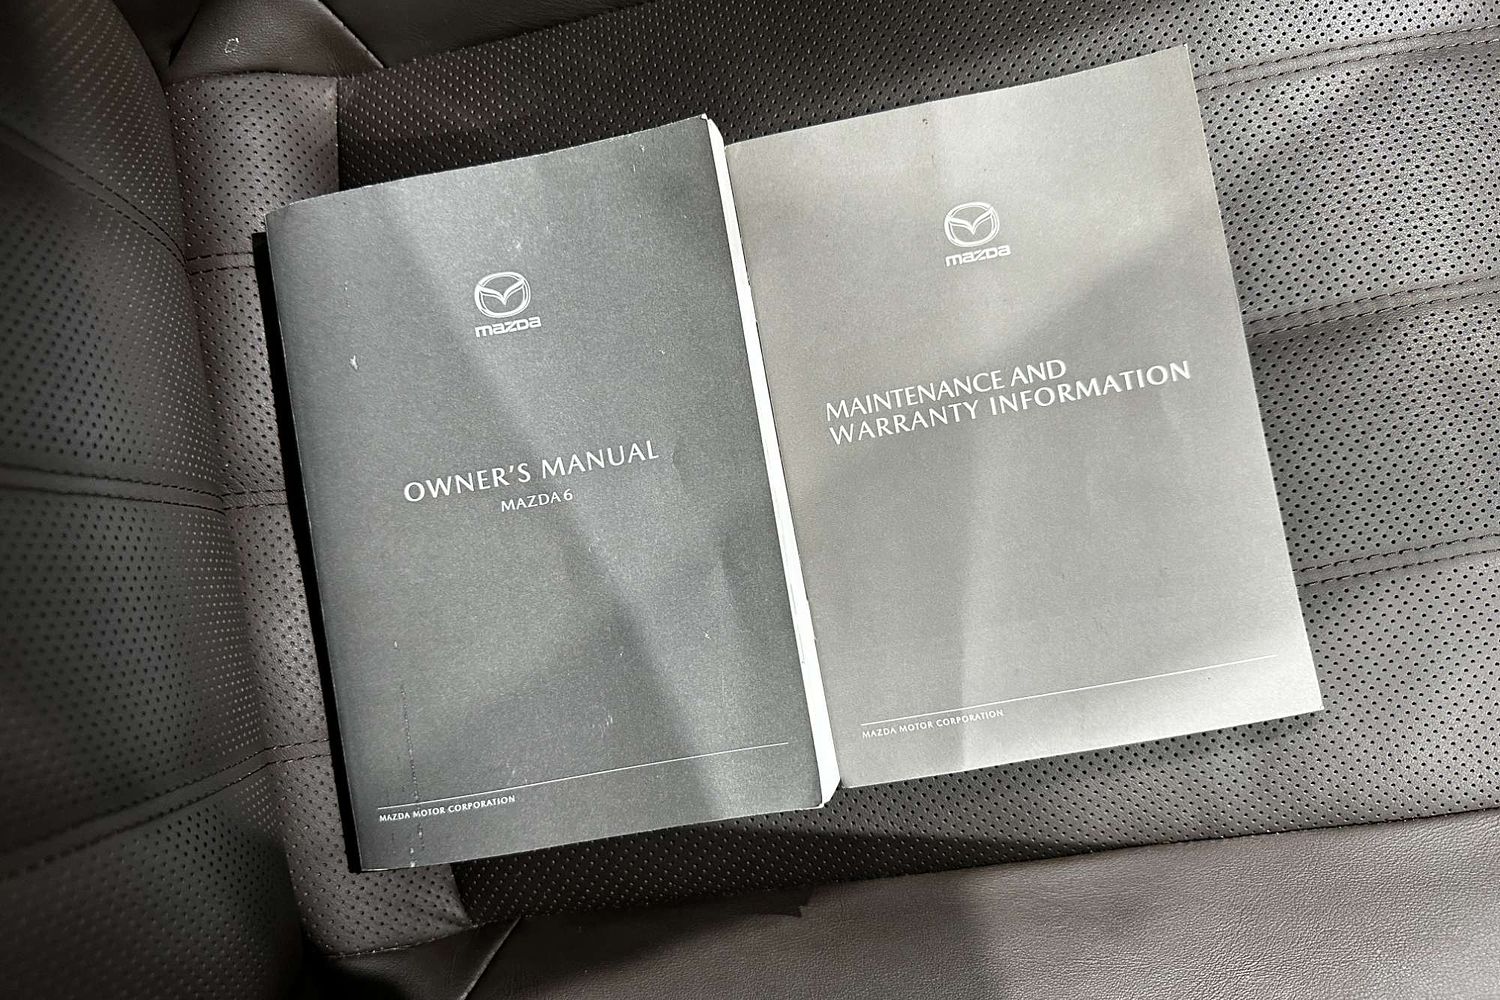 mazda
OWNER'S MANUAL
MAZDA6
MAZDA MOTOR CORPORATION
mazda
MAINTENANCE AND
WARRANTY INFORMATION
MAZDA MOTOR CORPORATION